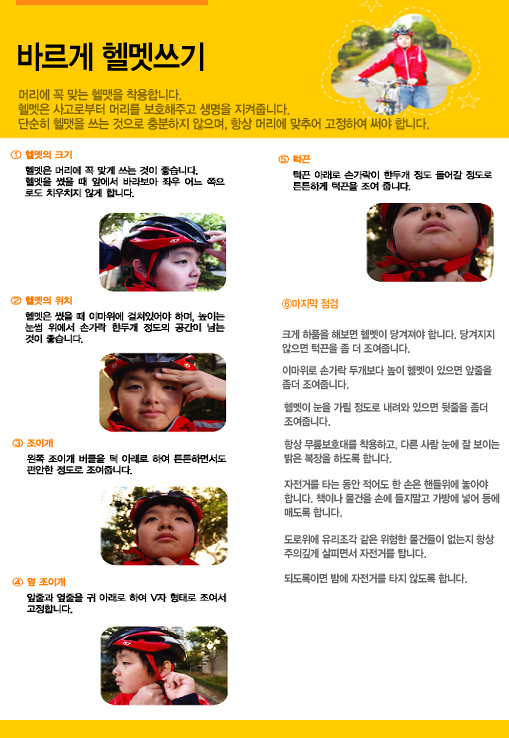 바르게 헬멧쓰기
머리에 꼭 맞는 헬맷을 착용합니다.
헬멧은 사고로부터 머리를 보호해주고 생명을 지켜줍니다.
단순히 헬맷을 쓰는 것으로 충분하지 않으며, 항상 머리에 맞추어 고정하여 써야 합니다.
① 헬멧의 크기
헬멧은 머리에 꼭 맞게 쓰는 것이 좋습니다.
헬멧을 썼을 때 앞에서 바라보아 좌우 어느 쪽으
로도 치우치지 않게 합니다.
② 헬멧의 위치
헬멧은 썼을 때 이마위에 걸쳐있어야 하며, 높이는
눈썹 위에서 손가락 한두개 정도의 공간이 남는
것이 좋습니다.
③ 조이개
왼쪽 조이개 버클을 턱 아래로 하여 튼튼하면서도
편안한 정도로 조여줍니다.
④ 옆 조이개
앞줄과 옆줄을 귀 아래로 하여 V자 형태로 조여서
고정합니다.
⑤ 턱끈
턱끈 아래로 손가락이 한두개 정도 들어갈 정도로
튼튼하게 턱끈을 조여 줍니다.
⑥마지막 점검
크게 하품을 해보면 헬멧이 당겨져야 합니다. 당겨지지
않으면 턱끈을 좀 더 조여줍니다.
이마위로 손가락 두개보다 높이 헬멧이 있으면 앞줄을
좀더 조여줍니다.
헬멧이 눈을 가릴 정도로 내려와 있으면 뒷줄을 좀더
조여줍니다.
항상 무릎보호대를 착용하고, 다른 사람 눈에 잘 보이는
밝은 복장을 하도록 합니다.
자전거를 타는 동안 적어도 한 손은 핸들위에 놓아야
합니다. 책이나 물건을 손에 들지말고 가방에 넣어 등에
매도록 합니다.
도로위에 유리조각 같은 위험한 물건들이 없는지 항상
주의깊게 살피면서 자전거를 탑니다.
되도록이면 밤에 자전거를 타지 않도록 합니다.